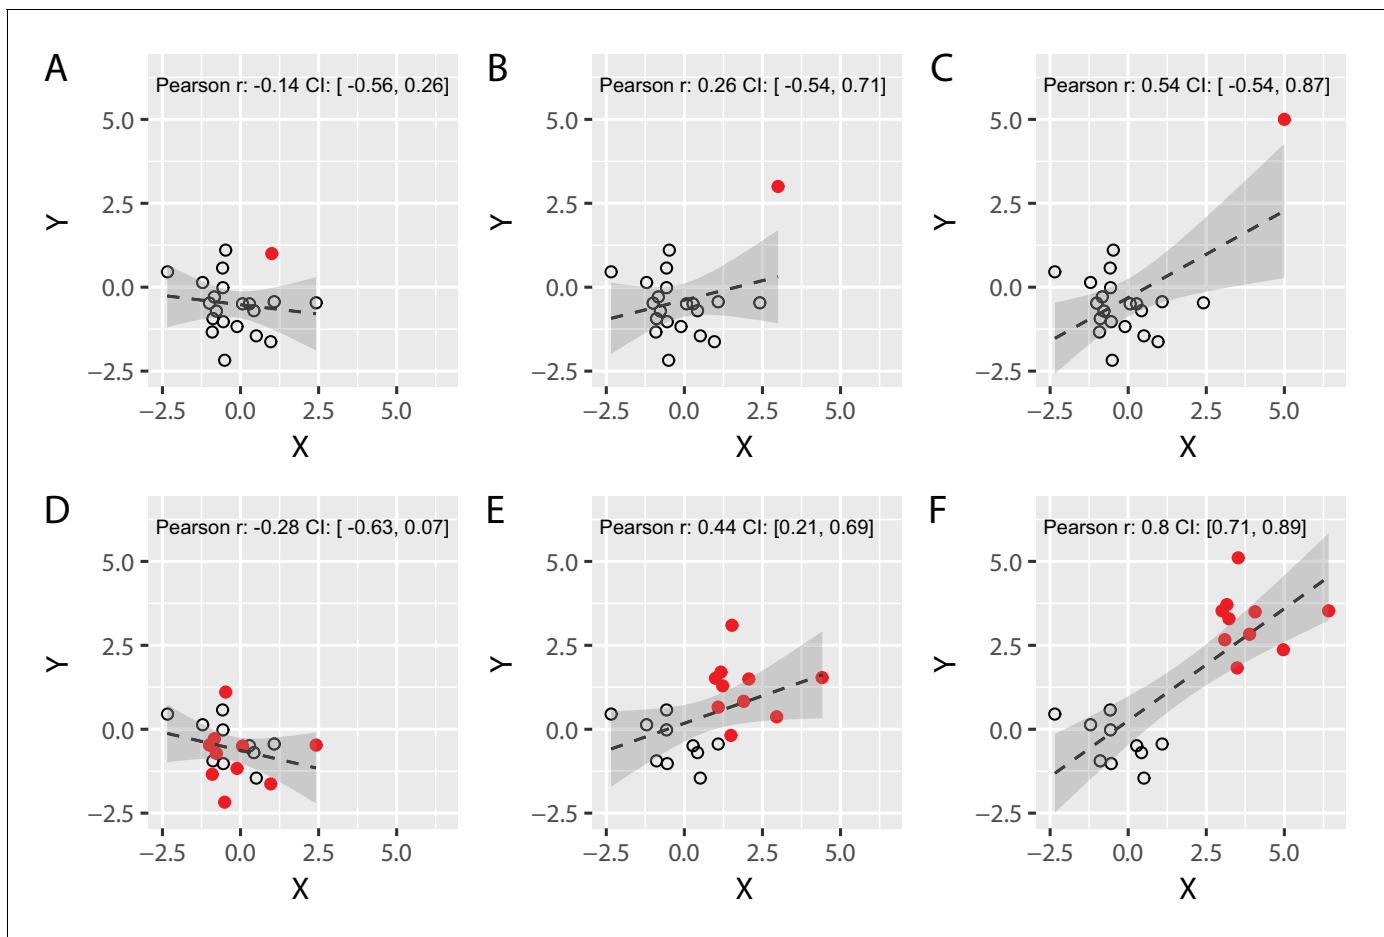 A
Pearson r: -0.14 CI: [ -0.56, 0.26]
5.0
2.5
0.0
−2.5
Y
−2.5 0.0 2.5 5.0
X
B
Pearson r: 0.26 CI: [ -0.54, 0.71]
5.0
2.5
0.0
−2.5
Y
−2.5 0.0 2.5 5.0
X
C
Pearson r: 0.54 CI: [ -0.54, 0.87]
5.0
2.5
0.0
−2.5
Y
−2.5 0.0 2.5 5.0
X
D
Pearson r: -0.28 CI: [ -0.63, 0.07]
5.0
2.5
0.0
−2.5
Y
−2.5 0.0 2.5 5.0
X
E
Pearson r: 0.44 CI: [0.21, 0.69]
5.0
2.5
0.0
−2.5
Y
−2.5 0.0 2.5 5.0
X
F
Pearson r: 0.8 CI: [0.71, 0.89]
5.0
2.5
0.0
−2.5
Y
−2.5 0.0 2.5 5.0
X